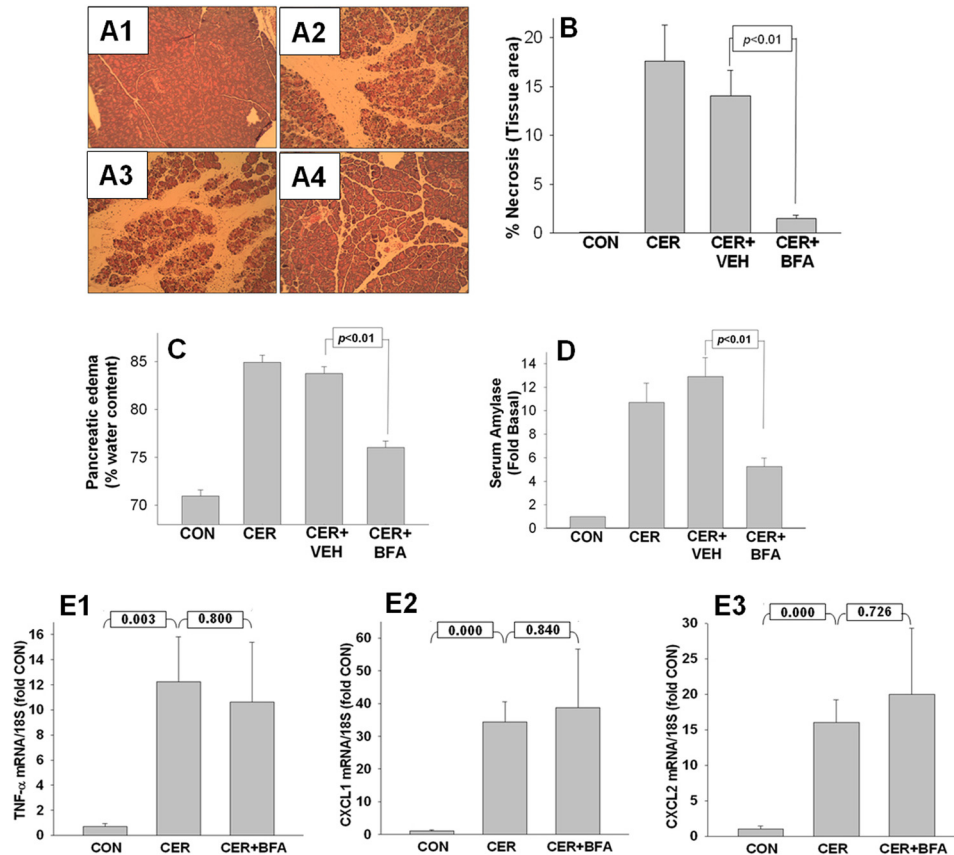 A1
A2
A3
A4
B
% Necrosis (Tissue area)
20
15
10
5
0
p<0.01
CON
CER
CER+
VEH
CER+
BFA
C
Pancreatic edema
(% water content)
85
80
75
70
p<0.01
CON
CER
CER+
VEH
CER+
BFA
D
Serum Amylase
(Fold Basal)
14
12
10
8
6
4
2
0
p<0.01
CON
CER
CER+
VEH
CER+
BFA
E1
0.003
0.800
TNF-α mRNA/18S (fold CON)
16
14
12
10
8
6
4
2
0
CON
CER
CER+BFA
E2
0.000
0.840
CXCL1 mRNA/18S (fold CON)
60
50
40
30
20
10
0
CON
CER
CER+BFA
E3
0.000
0.726
CXCL2 mRNA/18S (fold CON)
30
25
20
15
10
5
0
CON
CER
CER+BFA